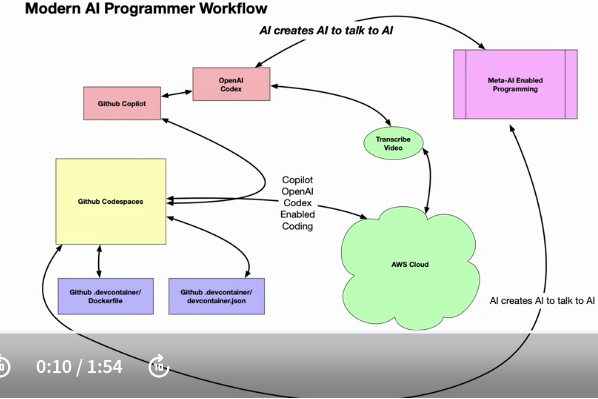 Modern AI Programmer Workflow
AI creates AI to talk to AI
OpenAI
Codex
Meta-AI Enabled
Programming
Github Copilot
Transcribe
Video
Github Codespaces
Copilot
OpenAI
Codex
Enabled
Coding
AWS Cloud
Github .devcontainer/
Dockerfile
Github .devcontainer/
devcontainer.json
AI creates AI to talk to AI
0:10 / 1:54
10